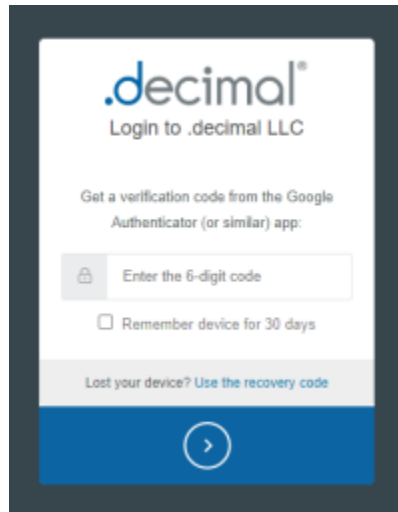 .decimal®
Login to .decimal LLC
Get a verification code from the Google
Authenticator (or similar) app:
Enter the 6-digit code
Remember device for 30 days
Lost your device? Use the recovery code